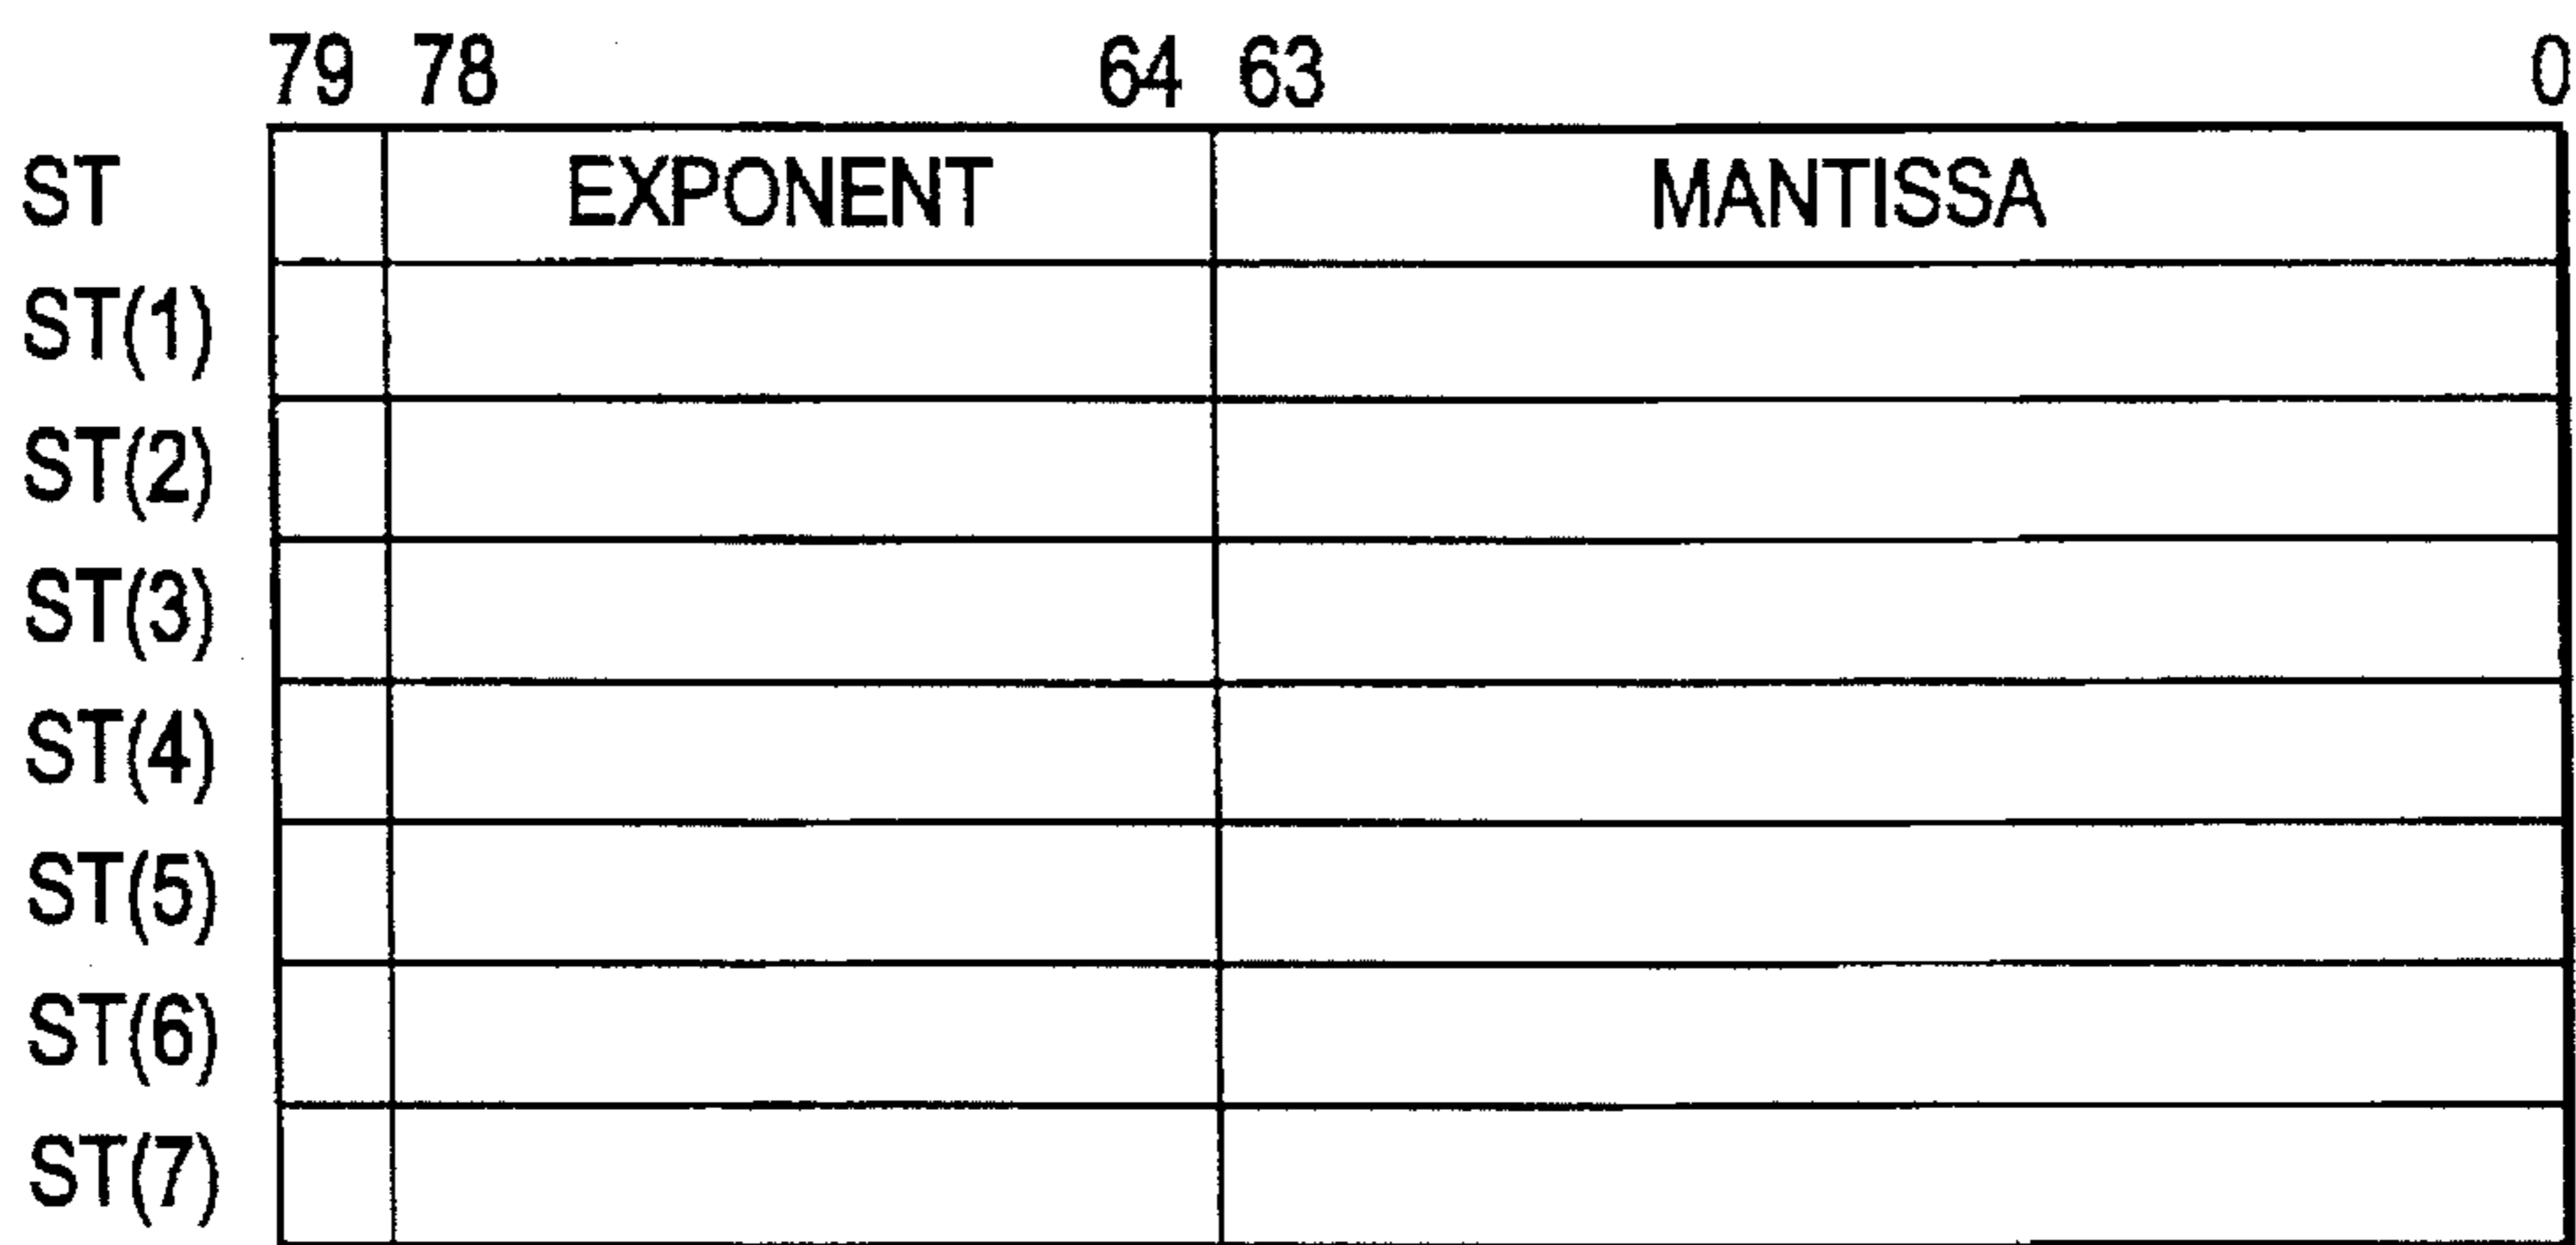 79 78 64 63 0
ST EXPONENT MANTISSA
ST(1)
ST(2)
ST(3)
ST(4)
ST(5)
ST(6)
ST(7)